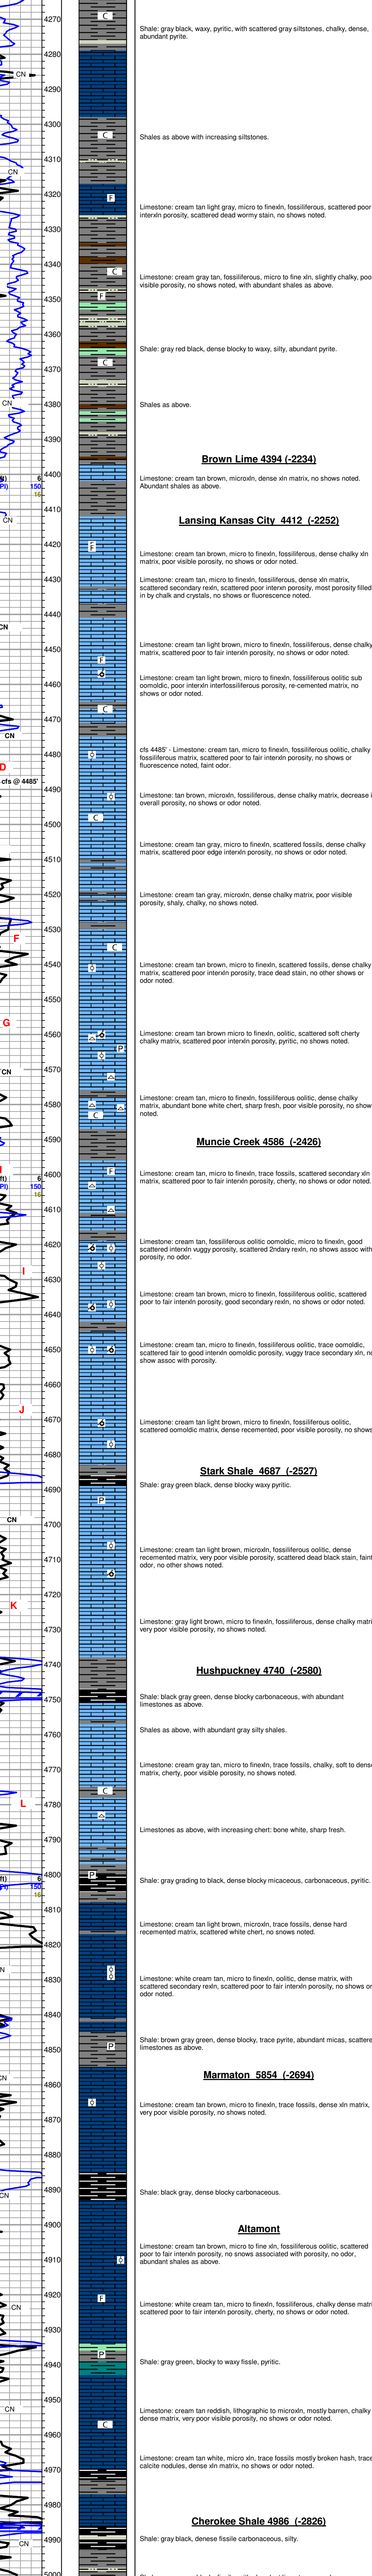 4270
C
Shale: gray black, waxy, pyritic, with scattered gray siltstones, chalky, dense,
abundant pyrite.
4280
CN
4290
4300
C
Shales as above with increasing siltstones.
4310
CN
4320
F
Limestone: cream tan light gray, micro to finexln, fossiliferous, scattered poor
interxln porosity, scattered dead wormy stain, no shows noted.
4330
4340
C
Limestone: cream gray tan, fossiliferous, micro to fine xln, slightly chalky, poo
visible porosity, no shows noted, with abundant shales as above.
4350
F
4360
Shale: gray red black, dense blocky to waxy, silty, abundant pyrite.
C
4370
4380
CN
Shales as above.
4390
Brown Lime 4394 (-2234)
4400
ft) 6
PI) 150
16
Limestone: cream tan brown, microxln, dense xln matrix, no shows noted.
Abundant shales as above.
4410
CN
Lansing Kansas City 4412 (-2252)
4420
F
F
Limestone: cream tan brown, micro to finexln, fossiliferous, dense chalky xln
matrix, poor visible porosity, no shows or odor noted.
4430
Limestone: cream tan, micro to finexln, fossiliferous, dense xln matrix,
scattered secondary rexln, scattered poor interxn porosity, most porosity filled
in by chalk and crystals, no shows or fluorescence noted.
4440
CN
4450
Limestone: cream tan light brown, micro to finexln, fossiliferous, dense chalky
matrix, scattered poor to fair interxln porosity, no shows or odor noted.
F
4460
Limestone: cream tan light brown, micro to finexln, fossiliferous oolitic sub
oomoldic, poor interxln interfossiliferous porosity, re-cemented matrix, no
shows or odor noted.
C
4470
CN
4480
cfs 4485' - Limestone: cream tan, micro to finexln, fossiliferous oolitic, chalky
fossiliferous matrix, scattered poor to fair interxln porosity, no shows or
fluorescence noted, faint odor.
D
cfs @ 4485'
4490
Limestone: tan brown, microxln, fossiliferous, dense chalky matrix, decrease i
overall porosity, no shows or odor noted.
C
4500
Limestone: cream tan gray, micro to finexln, scattered fossils, dense chalky
matrix, scattered poor edge interxln porosity, no shows or odor noted.
4510
4520
Limestone: cream tan gray, microxln, dense chalky matrix, poor viisible
porosity, shaly, chalky, no shows noted.
4530
F
C
4540
Limestone: cream tan brown, micro to finexln, scattered fossils, dense chalky
matrix, scattered poor interxln porosity, trace dead stain, no other shows or
odor noted.
4550
G
4560
Limestone: cream tan brown micro to finexln, oolitic, scattered soft cherty
chalky matrix, scattered poor interxln porosity, pyritic, no shows noted.
P
CN
4570
4580
Limestone: cream tan, micro to finexln, fossiliferous oolitic, dense chalky
matrix, abundant bone white chert, sharp fresh, poor visible porosity, no show
noted.
C
4590
Muncie Creek 4586 (-2426)
4600
F
Limestone: cream tan, micro to finexln, trace fossils, scattered secondary xln
matrix, scattered poor to fair interxln porosity, cherty, no shows or odor noted.
ft) 6
PI) 150
16
4610
4620
Limestone: cream tan, fossiliferous oolitic oomoldic, micro to finexln, good
scattered interxln vuggy porosity, scattered 2ndary rexln, no shows assoc with
porosity, no odor.
I
4630
Limestone: cream tan brown, micro to finexln, fossiliferous oolitic, scattered
poor to fair interxln porosity, good secondary rexln, no shows or odor noted.
4640
4650
Limestone: cream tan, micro to finexln, fossiliferous oolitic, trace oomoldic,
scattered fair to good interxln oomoldic porosity, vuggy trace secondary xln, no
show assoc with porosity.
4660
J
4670
Limestone: cream tan light brown, micro to finexln, fossiliferous oolitic,
scattered oomoldic matrix, dense recemented, poor visible porosity, no shows
4680
Stark Shale 4687 (-2527)
4690
Shale: gray green black, dense blocky waxy pyritic.
P
CN
4700
4710
Limestone: cream tan light brown, microxln, fossiliferous oolitic, dense
recemented matrix, very poor visible porosity, scattered dead black stain, faint
odor, no other shows noted.
K
4720
4730
Limestone: gray light brown, micro to finexln, fossiliferous, dense chalky matri
very poor visible porosity, no shows noted.
4740
Hushpuckney 4740 (-2580)
4750
Shale: black gray green, dense blocky carbonaceous, with abundant
limestones as above.
4760
Shales as above, with abundant gray silty shales.
4770
Limestone: cream gray tan, micro to finexln, trace fossils, chalky, soft to dense
matrix, cherty, poor visible porosity, no shows noted.
C
4780
L
4790
Limestones as above, with increasing chert: bone white, sharp fresh.
4800
P
ft) 6
PI) 150
16
Shale: gray grading to black, dense blocky micaceous, carbonaceous, pyritic.
4810
Limestone: cream tan light brown, microxln, trace fossils, dense hard
recemented matrix, scattered white chert, no snows noted.
4820
N
4830
Limestone: white cream tan, micro to finexln, oolitic, dense matrix, with
scattered secondary rexln, scattered poor to fair interxln porosity, no shows or
odor noted.
4840
4850
Shale: brown gray green, dense blocky, trace pyrite, abundant micas, scattere
limestones as above.
CN
Marmaton 5854 (-2694)
4860
4870
Limestone: cream tan brown, micro to finexln, trace fossils, dense xln matrix,
very poor visible porosity, no shows noted.
4880
4890
Shale: black gray, dense blocky carbonaceous.
CN
4900
Altamont
4910
Limestone: cream tan brown, micro to fine xln, fossiliferous oolitic, scattered
poor to fair interxln porosity, no snows associated with porosity, no odor,
abundant shales as above.
4920
F
CN
Limestone: white cream tan, micro to finexln, fossiliferous, chalky dense matri
scattered poor to fair interxln porosity, cherty, no shows or odor noted.
4930
P
4940
Shale: gray green, blocky to waxy fissle, pyritic.
4950
CN
Limestone: cream tan reddish, lithographic to microxln, mostly barren, chalky
dense matrix, very poor visible porosity, no shows or odor noted.
C
4960
Limestone: cream tan white, micro xln, trace fossils mostly broken hash, trace
calcite nodules, dense xln matrix, no shows or odor noted.
4970
4980
Cherokee Shale 4986 (-2826)
4990
CN
Shale: gray black, denese fissile carbonaceous, silty.
5000